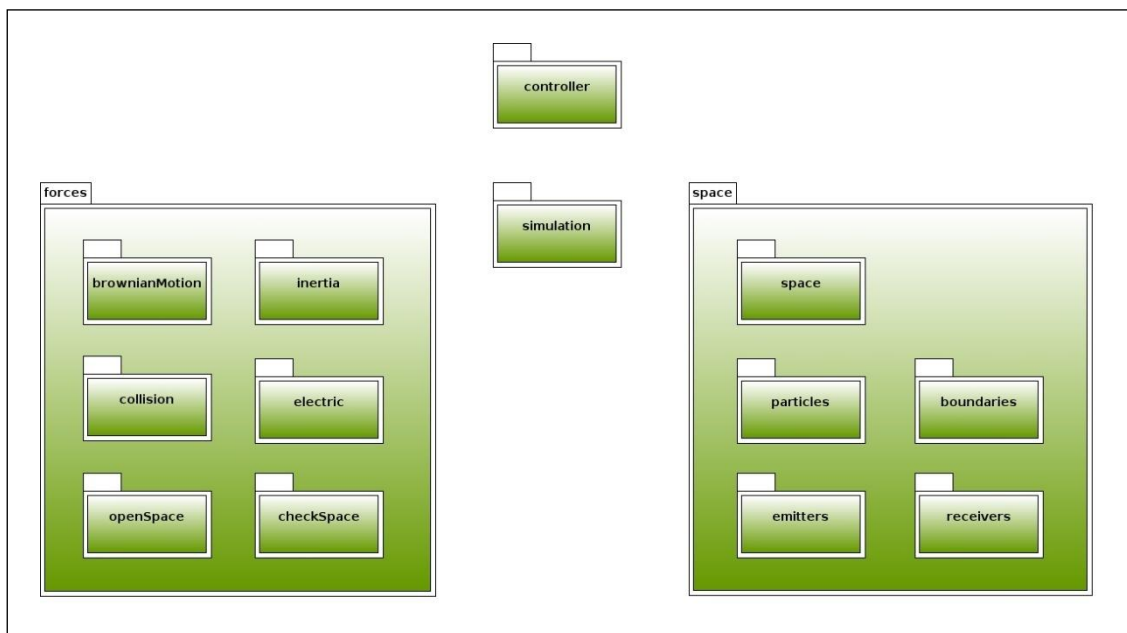 controller
forces
simulation
space
brownianMotion
inertia
space
collision
electric
particles
boundaries
openSpace
checkSpace
emitters
receivers